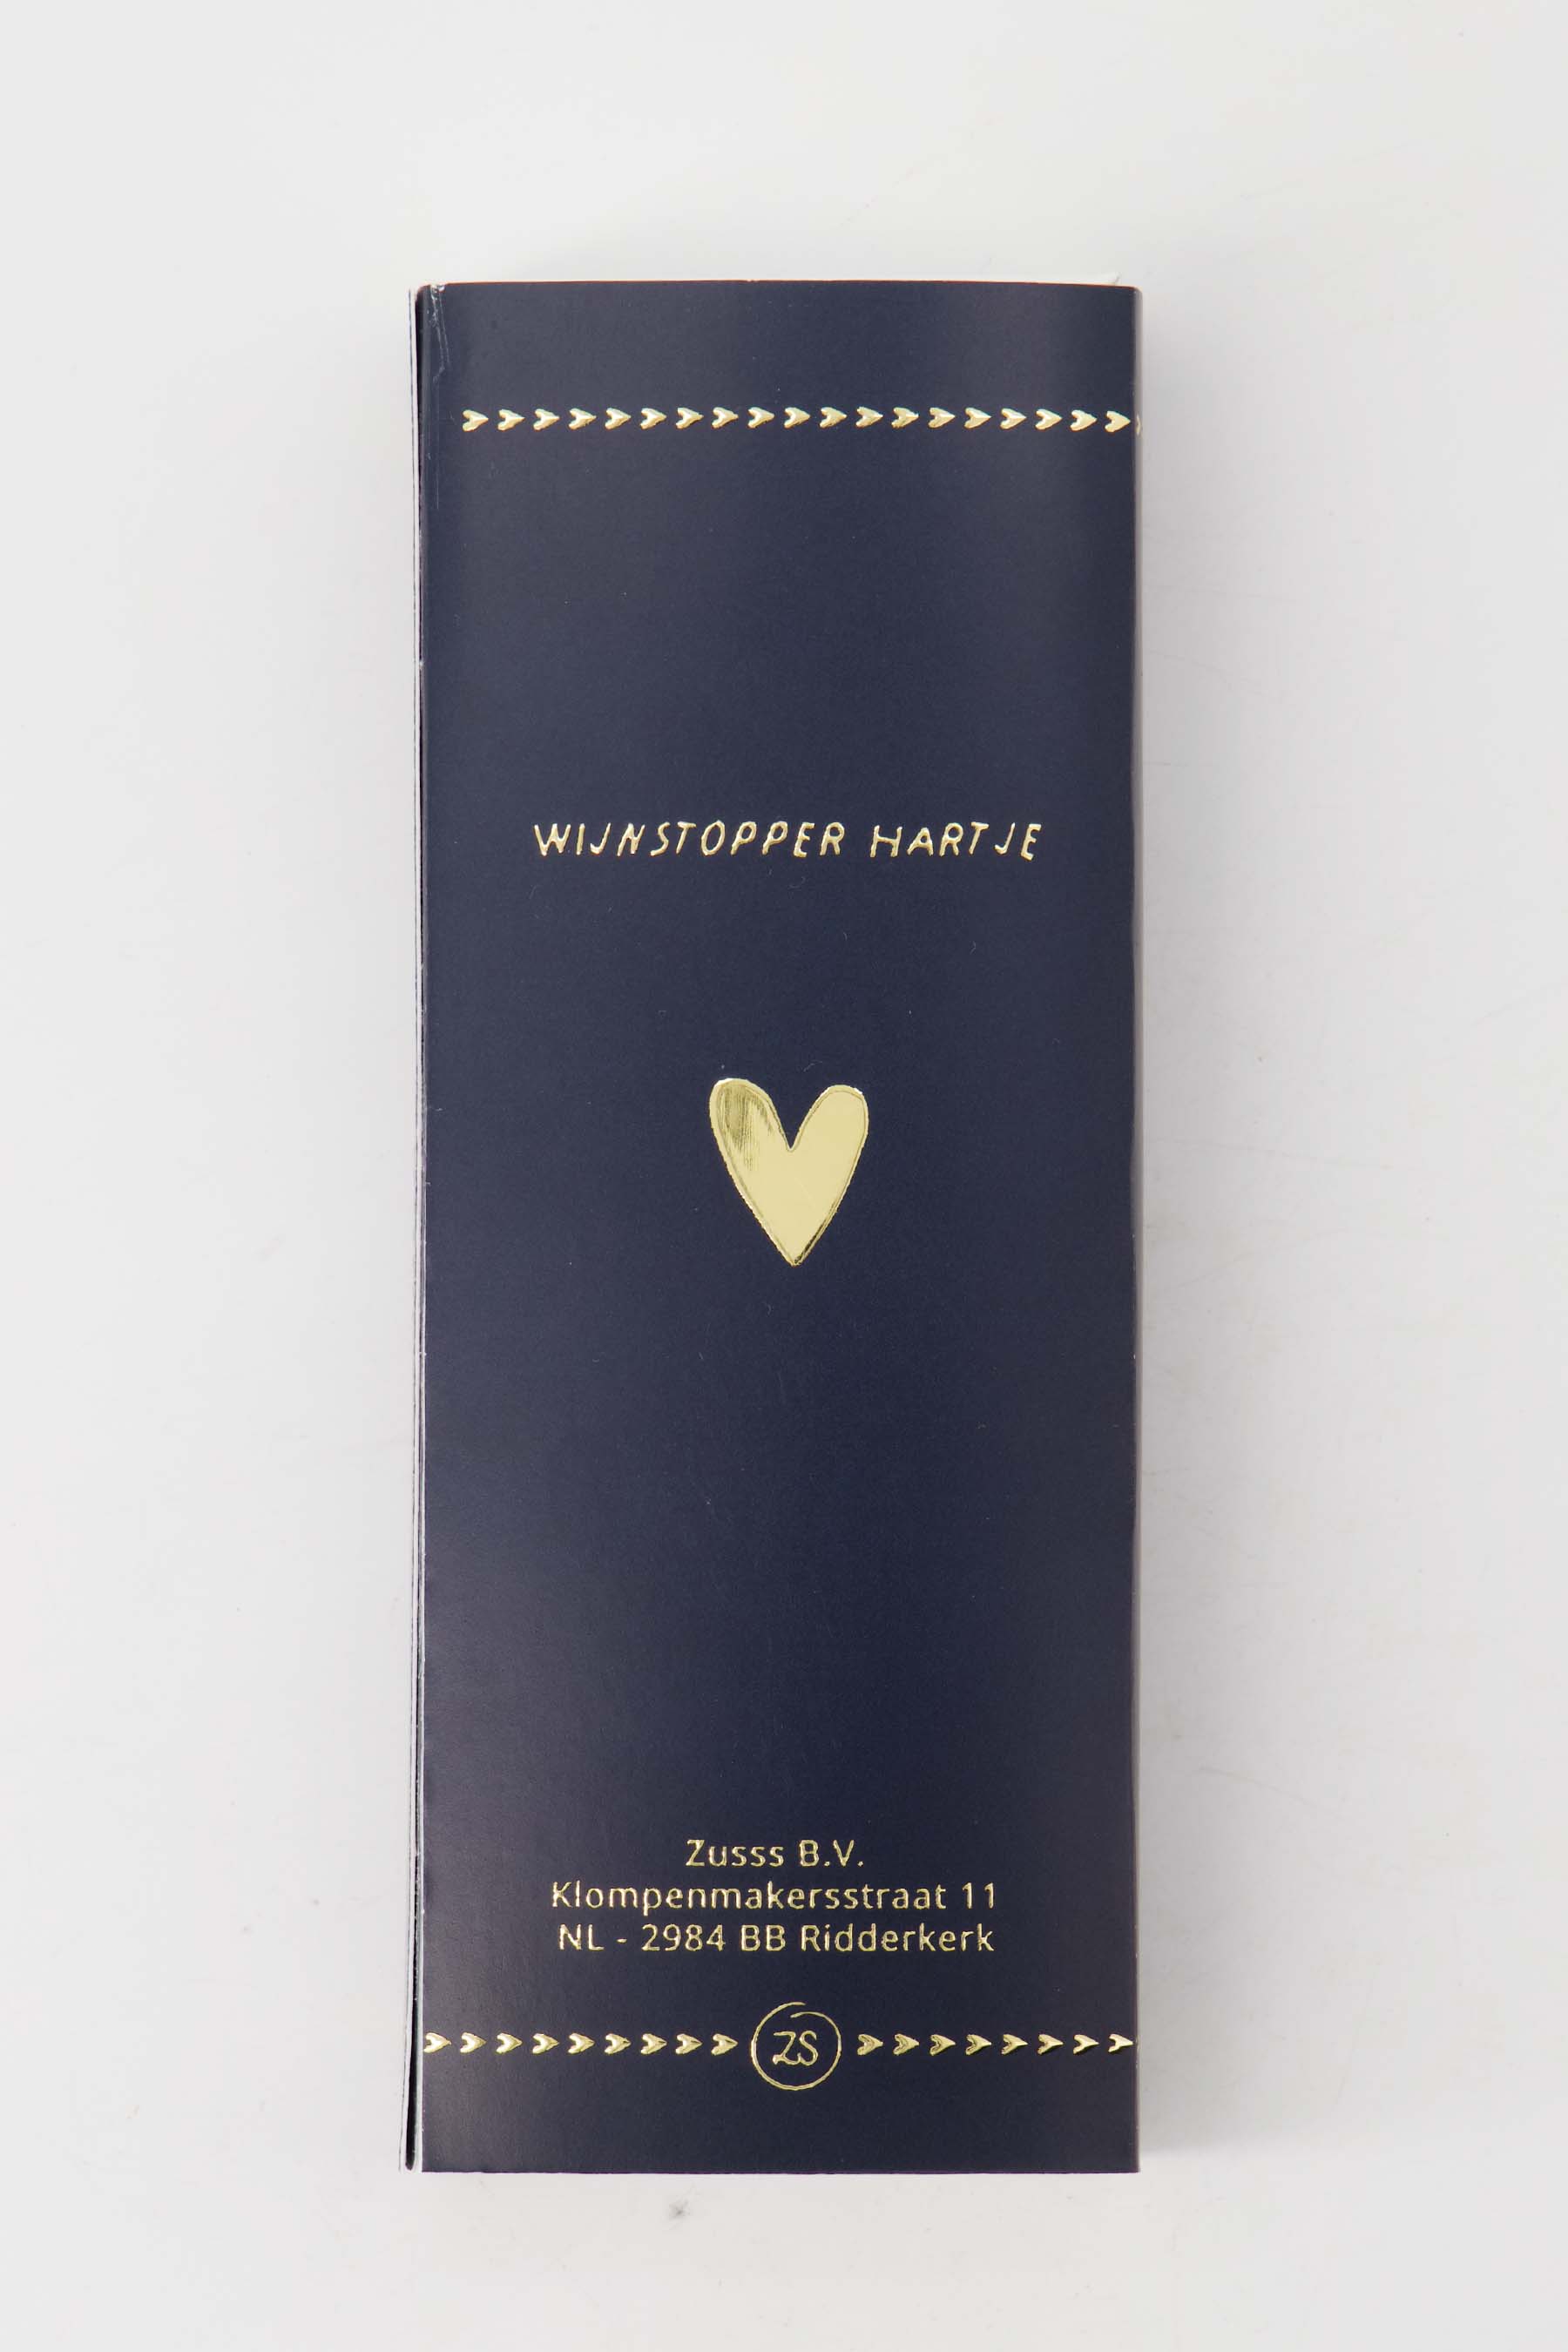 WIJNSTOPPER HARTJE
Zusss B.V.
Klompenmakersstraat 11
NL - 2984 BB Ridderkerk
ZS